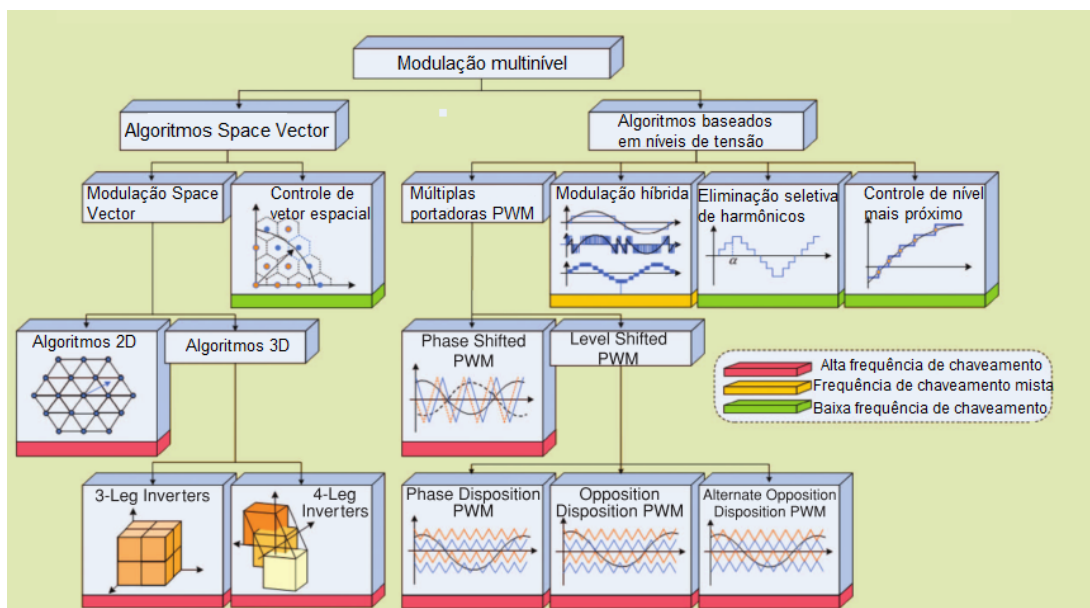 Modulação multinível
Algoritmos Space Vector
Algoritmos baseados
em níveis de tensão
Modulação Space
Vector
Controle de
vetor espacial
Múltiplas
portadoras PWM
Modulação híbrida
Eliminação seletiva
de harmônicos
α
Controle de nível
mais próximo
Algoritmos 2D
Algoritmos 3D
Phase Shifted
PWM
Level Shifted
PWM
Alta frequência de chaveamento
Frequência de chaveamento mista
Baixa frequência de chaveamento
3-Leg Inverters
4-Leg
Inverters
Phase Disposition
PWM
Opposition
Disposition PWM
Alternate Opposition
Disposition PWM